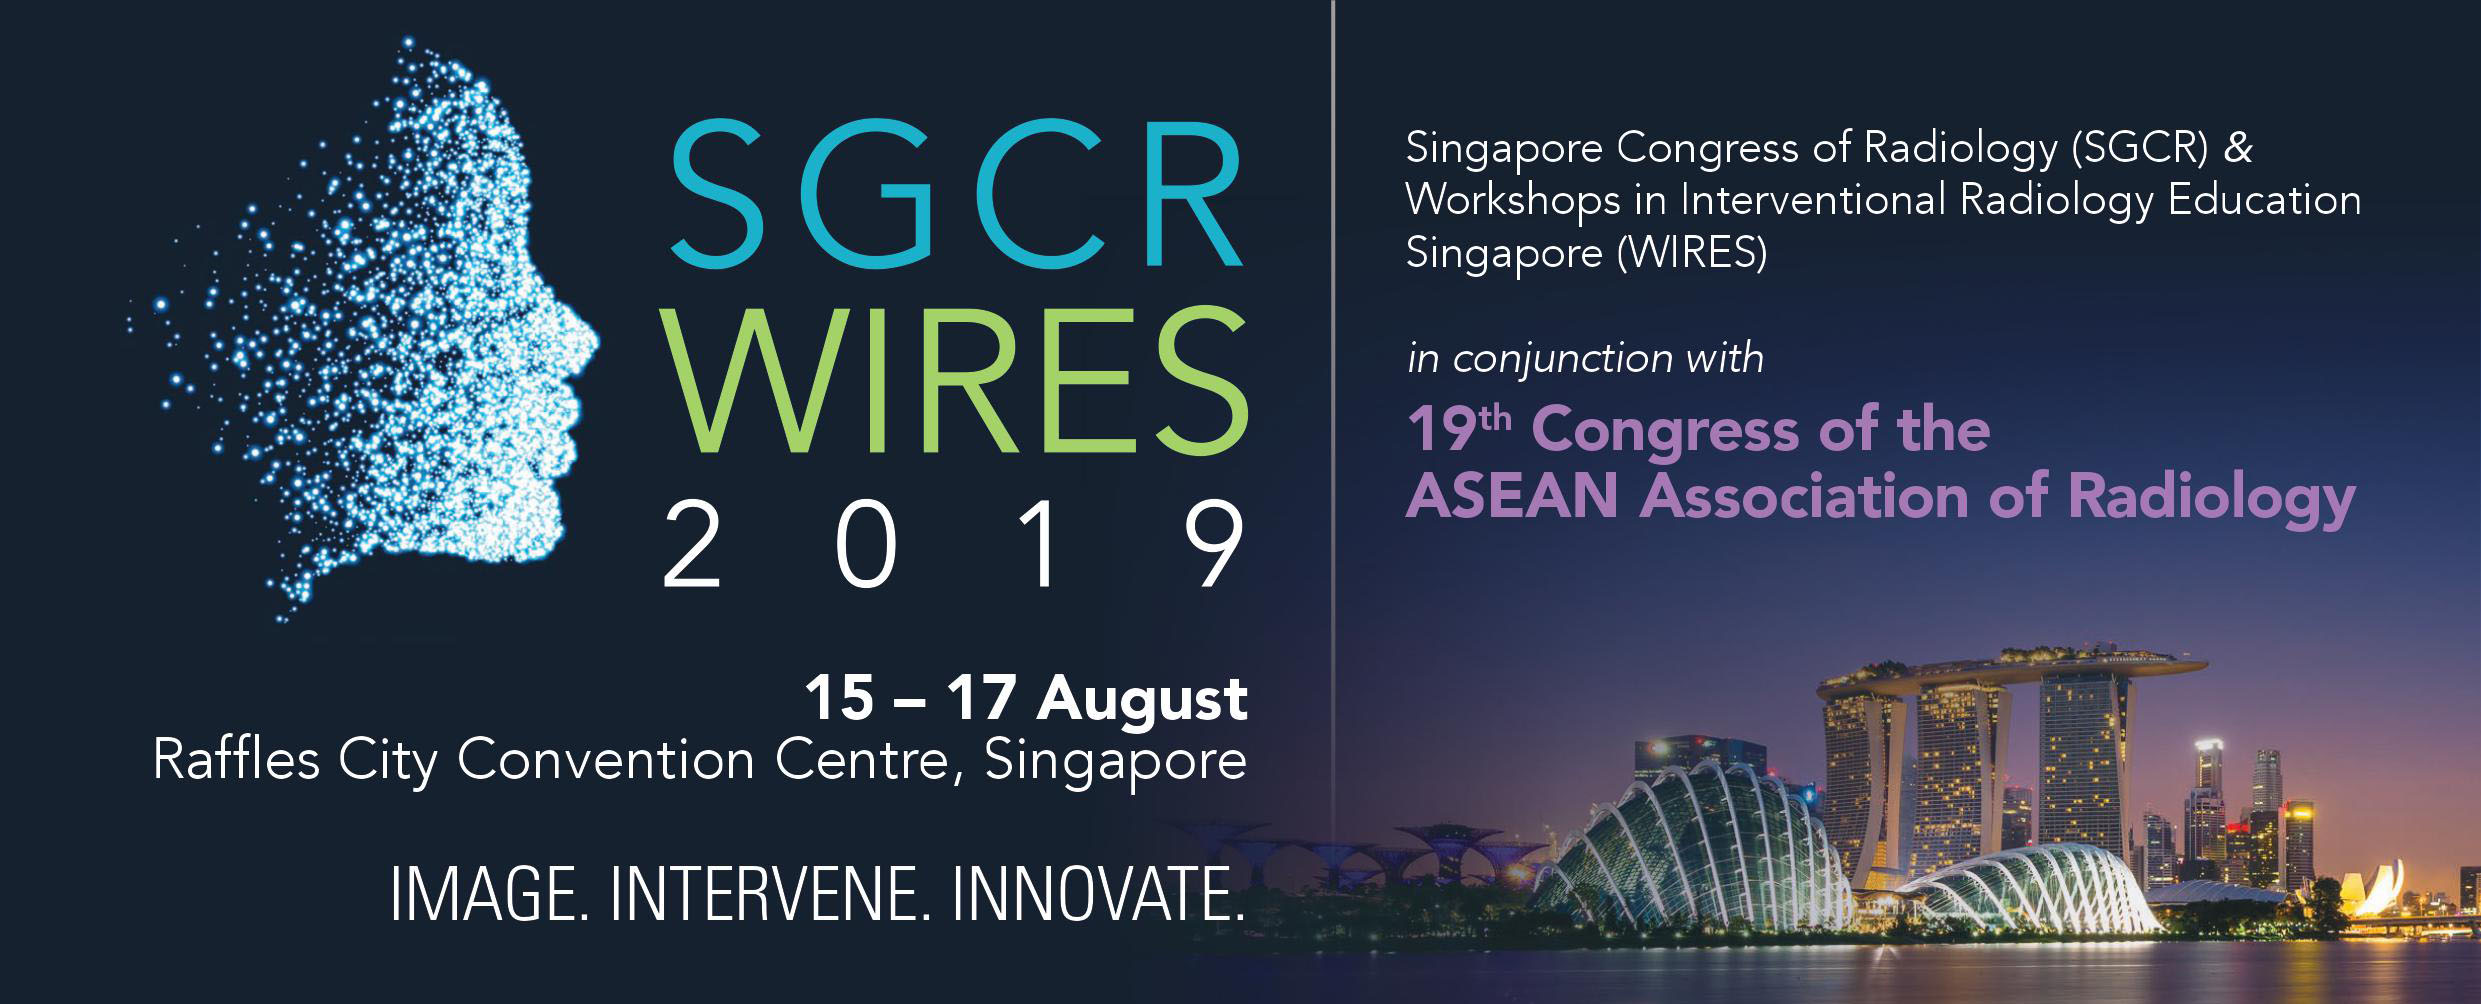 SGCR
WIRES
2019
15 – 17 August
Raffles City Convention Centre, Singapore
IMAGE. INTERVENE. INNOVATE.
Singapore Congress of Radiology (SGCR) &
Workshops in Interventional Radiology Education
Singapore (WIRES)
in conjunction with
19th Congress of the
ASEAN Association of Radiology